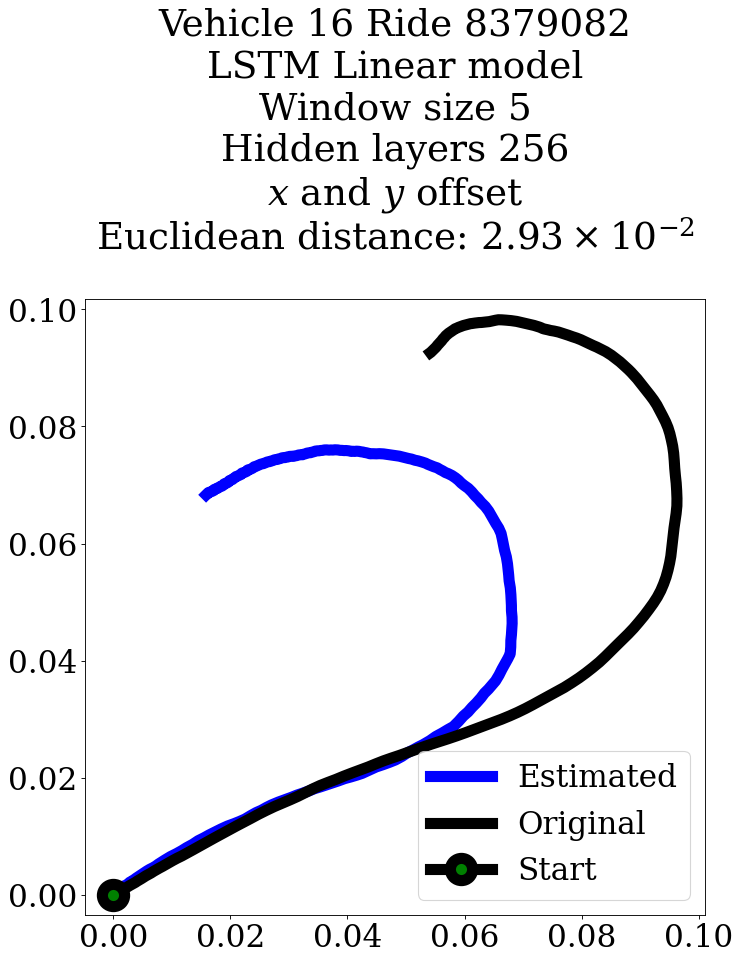 Vehicle 16 Ride 8379082
LSTM Linear model
Window size 5
Hidden layers 256
x and y offset
Euclidean distance: 2.93 × 10⁻²
0.10
0.08
0.06
0.04
0.02
0.00
Estimated
Original
Start
0.00 0.02 0.04 0.06 0.08 0.10